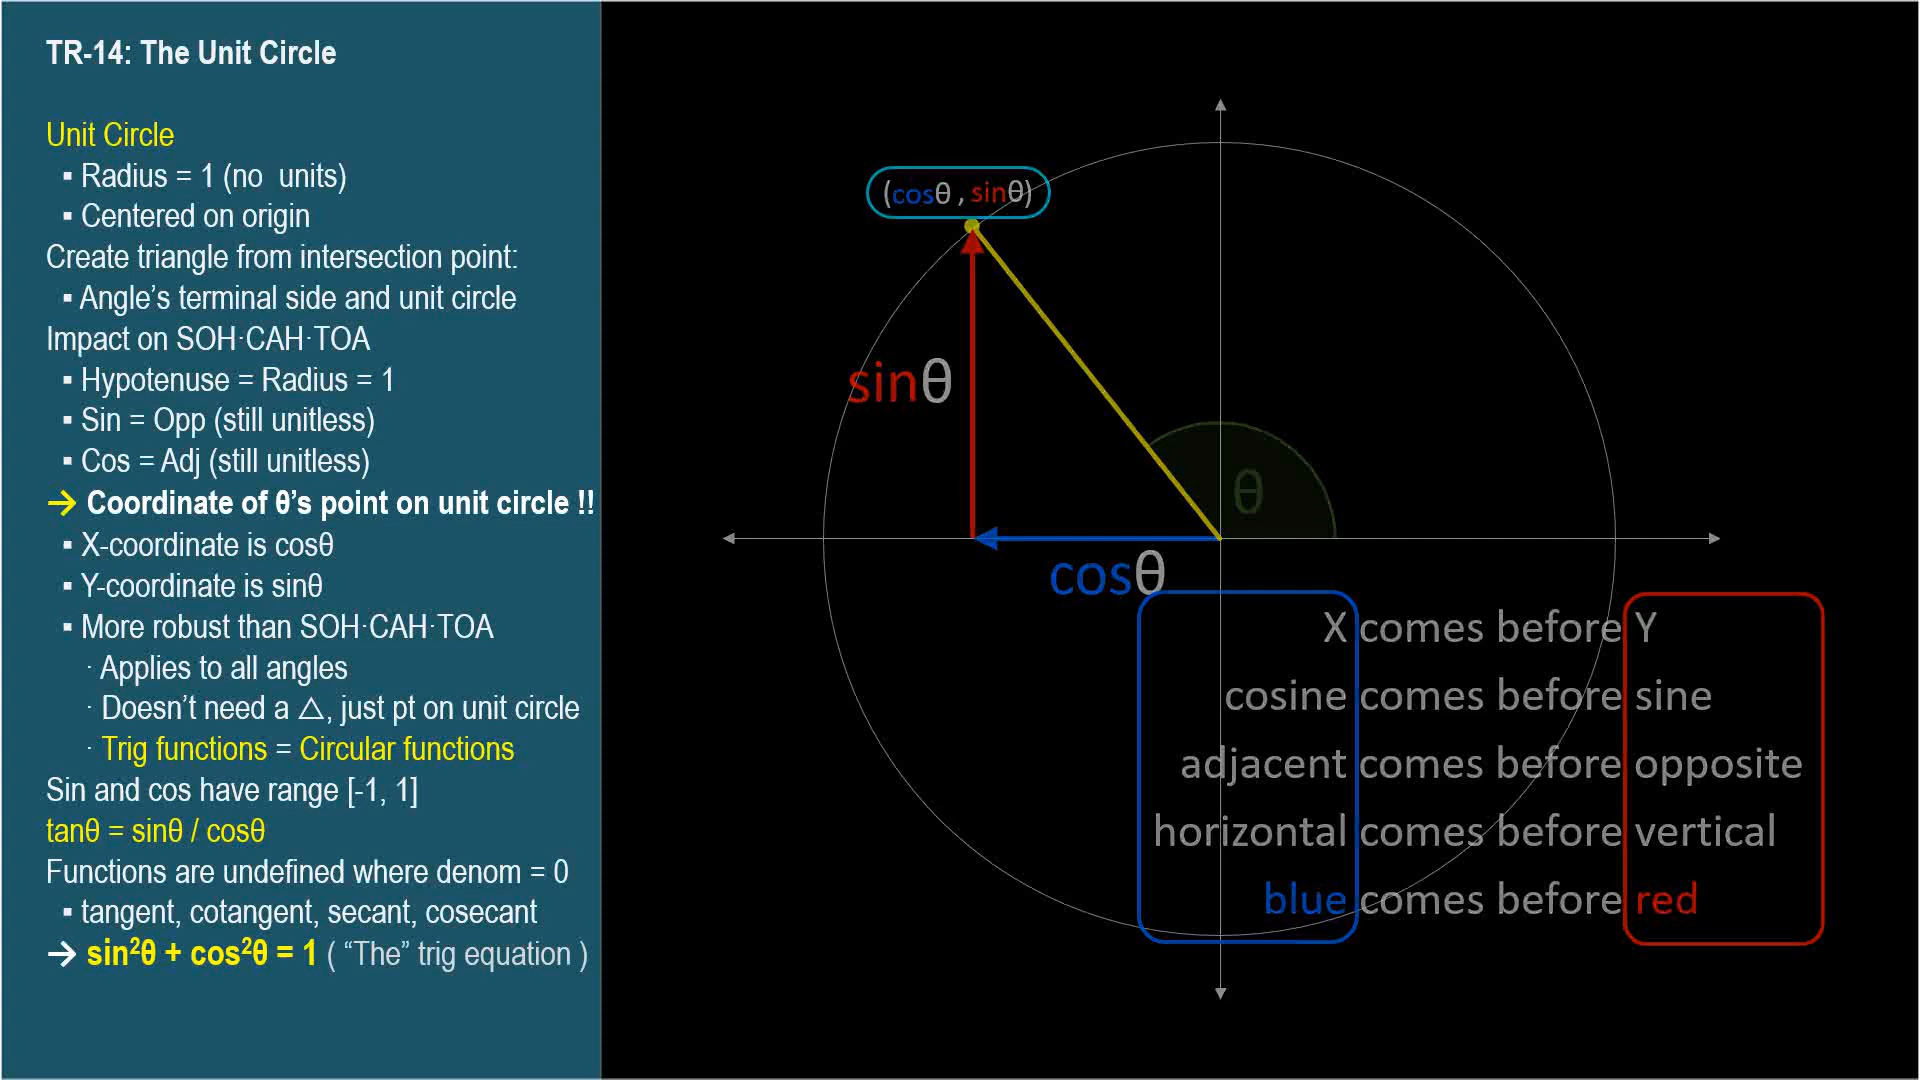 TR-14: The Unit Circle
Unit Circle
▪ Radius = 1 (no  units)
▪ Centered on origin
Create triangle from intersection point:
▪ Angle's terminal side and unit circle
Impact on SOH·CAH·TOA
▪ Hypotenuse = Radius = 1
▪ Sin = Opp (still unitless)
▪ Cos = Adj (still unitless)
→ Coordinate of θ's point on unit circle !!
▪ X-coordinate is cosθ
▪ Y-coordinate is sinθ
▪ More robust than SOH·CAH·TOA
· Applies to all angles
· Doesn't need a △, just pt on unit circle
· Trig functions = Circular functions
Sin and cos have range [-1, 1]
tanθ = sinθ / cosθ
Functions are undefined where denom = 0
▪ tangent, cotangent, secant, cosecant
→ sin²θ + cos²θ = 1 ( “The” trig equation )
(cosθ , sinθ)
sinθ
θ
cosθ
X comes before Y
cosine comes before sine
adjacent comes before opposite
horizontal comes before vertical
blue comes before red